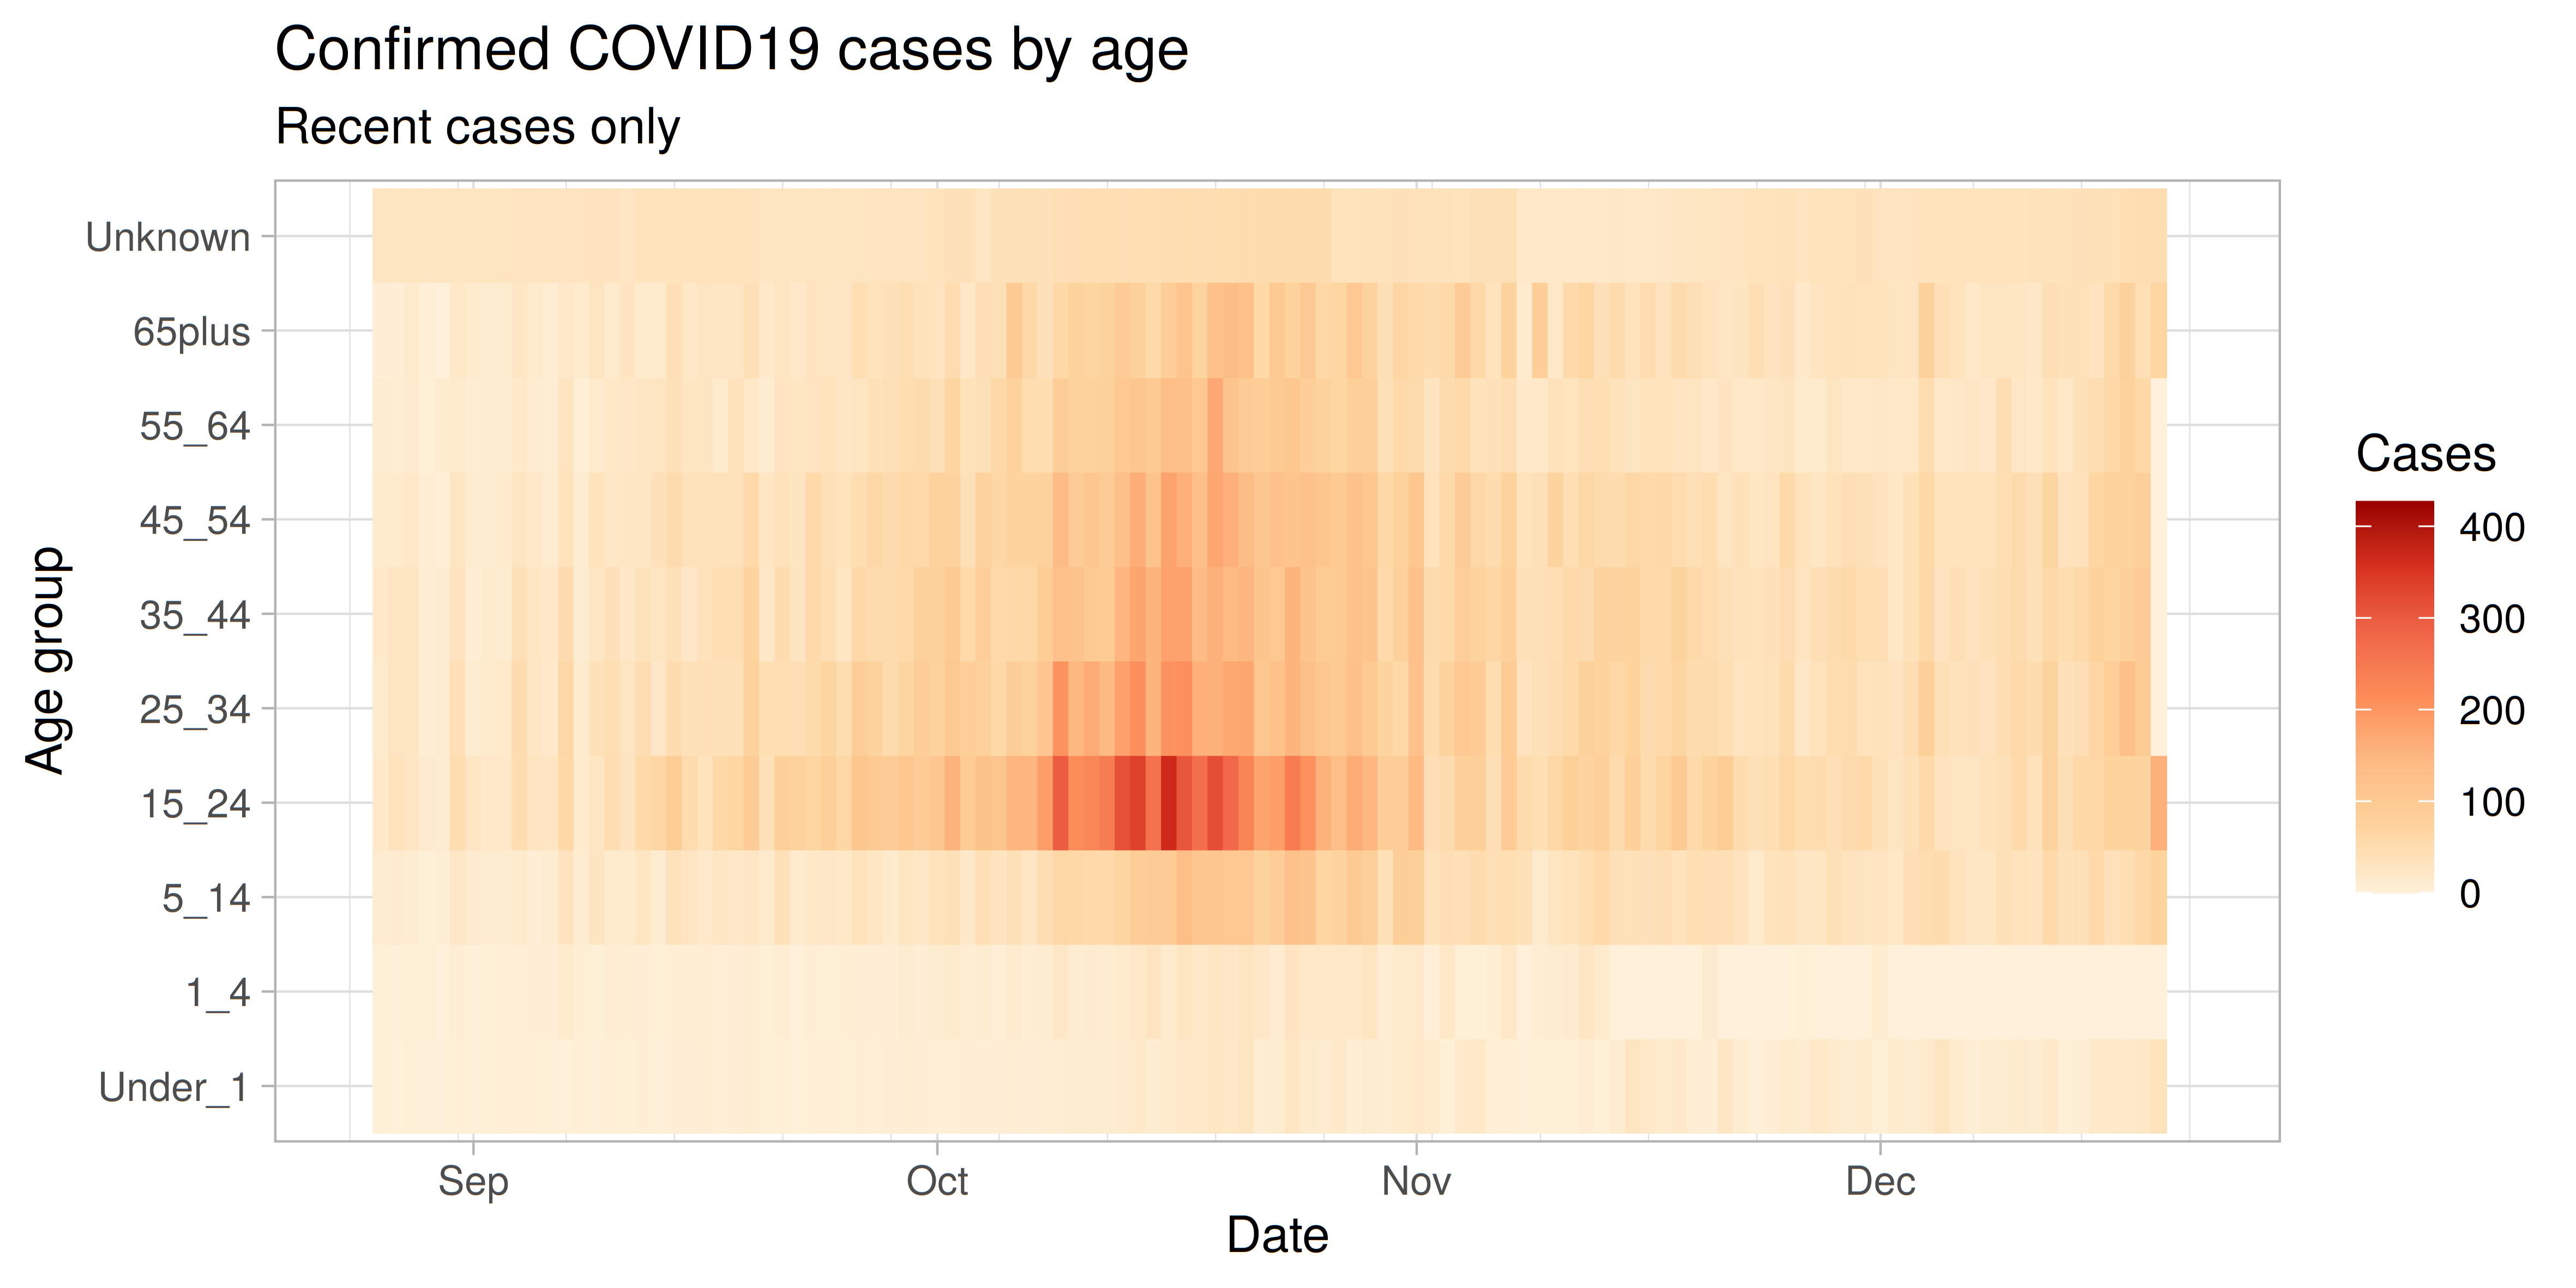 Confirmed COVID19 cases by age
Recent cases only
Age group
Unknown
65plus
55_64
45_54
35_44
25_34
15_24
5_14
1_4
Under_1
Sep
Oct
Nov
Dec
Date
Cases
400
300
200
100
0